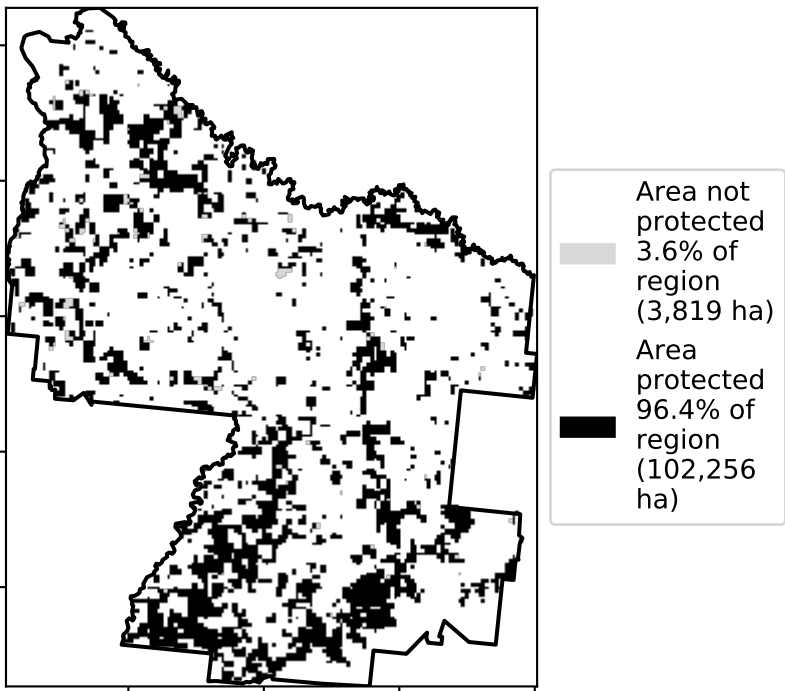 Area not
protected
3.6% of
region
(3,819 ha)
Area
protected
96.4% of
region
(102,256
ha)